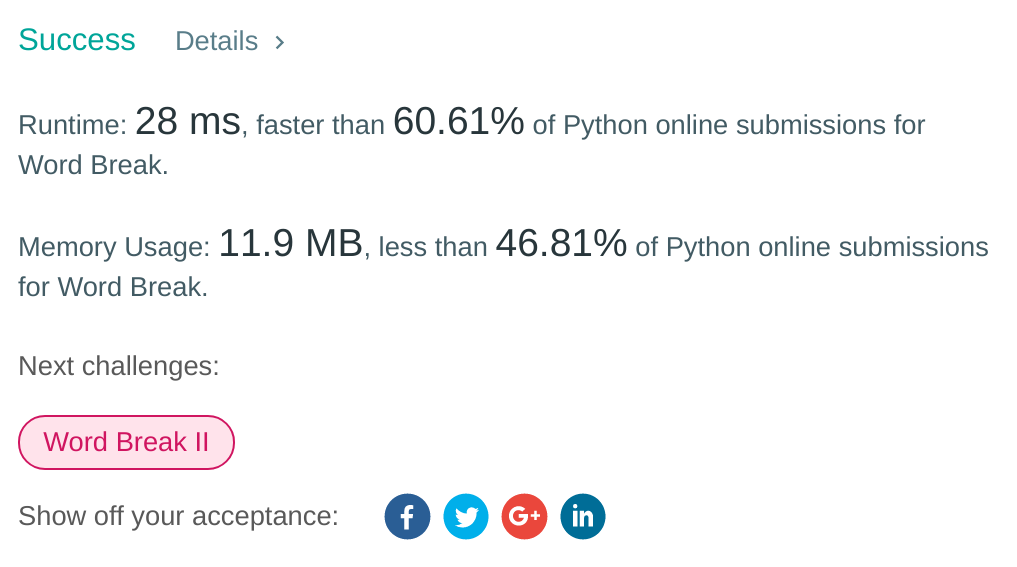 Success Details >
Runtime: 28 ms, faster than 60.61% of Python online submissions for
Word Break.
Memory Usage: 11.9 MB, less than 46.81% of Python online submissions
for Word Break.
Next challenges:
Word Break II
Show off your acceptance: f G+ in